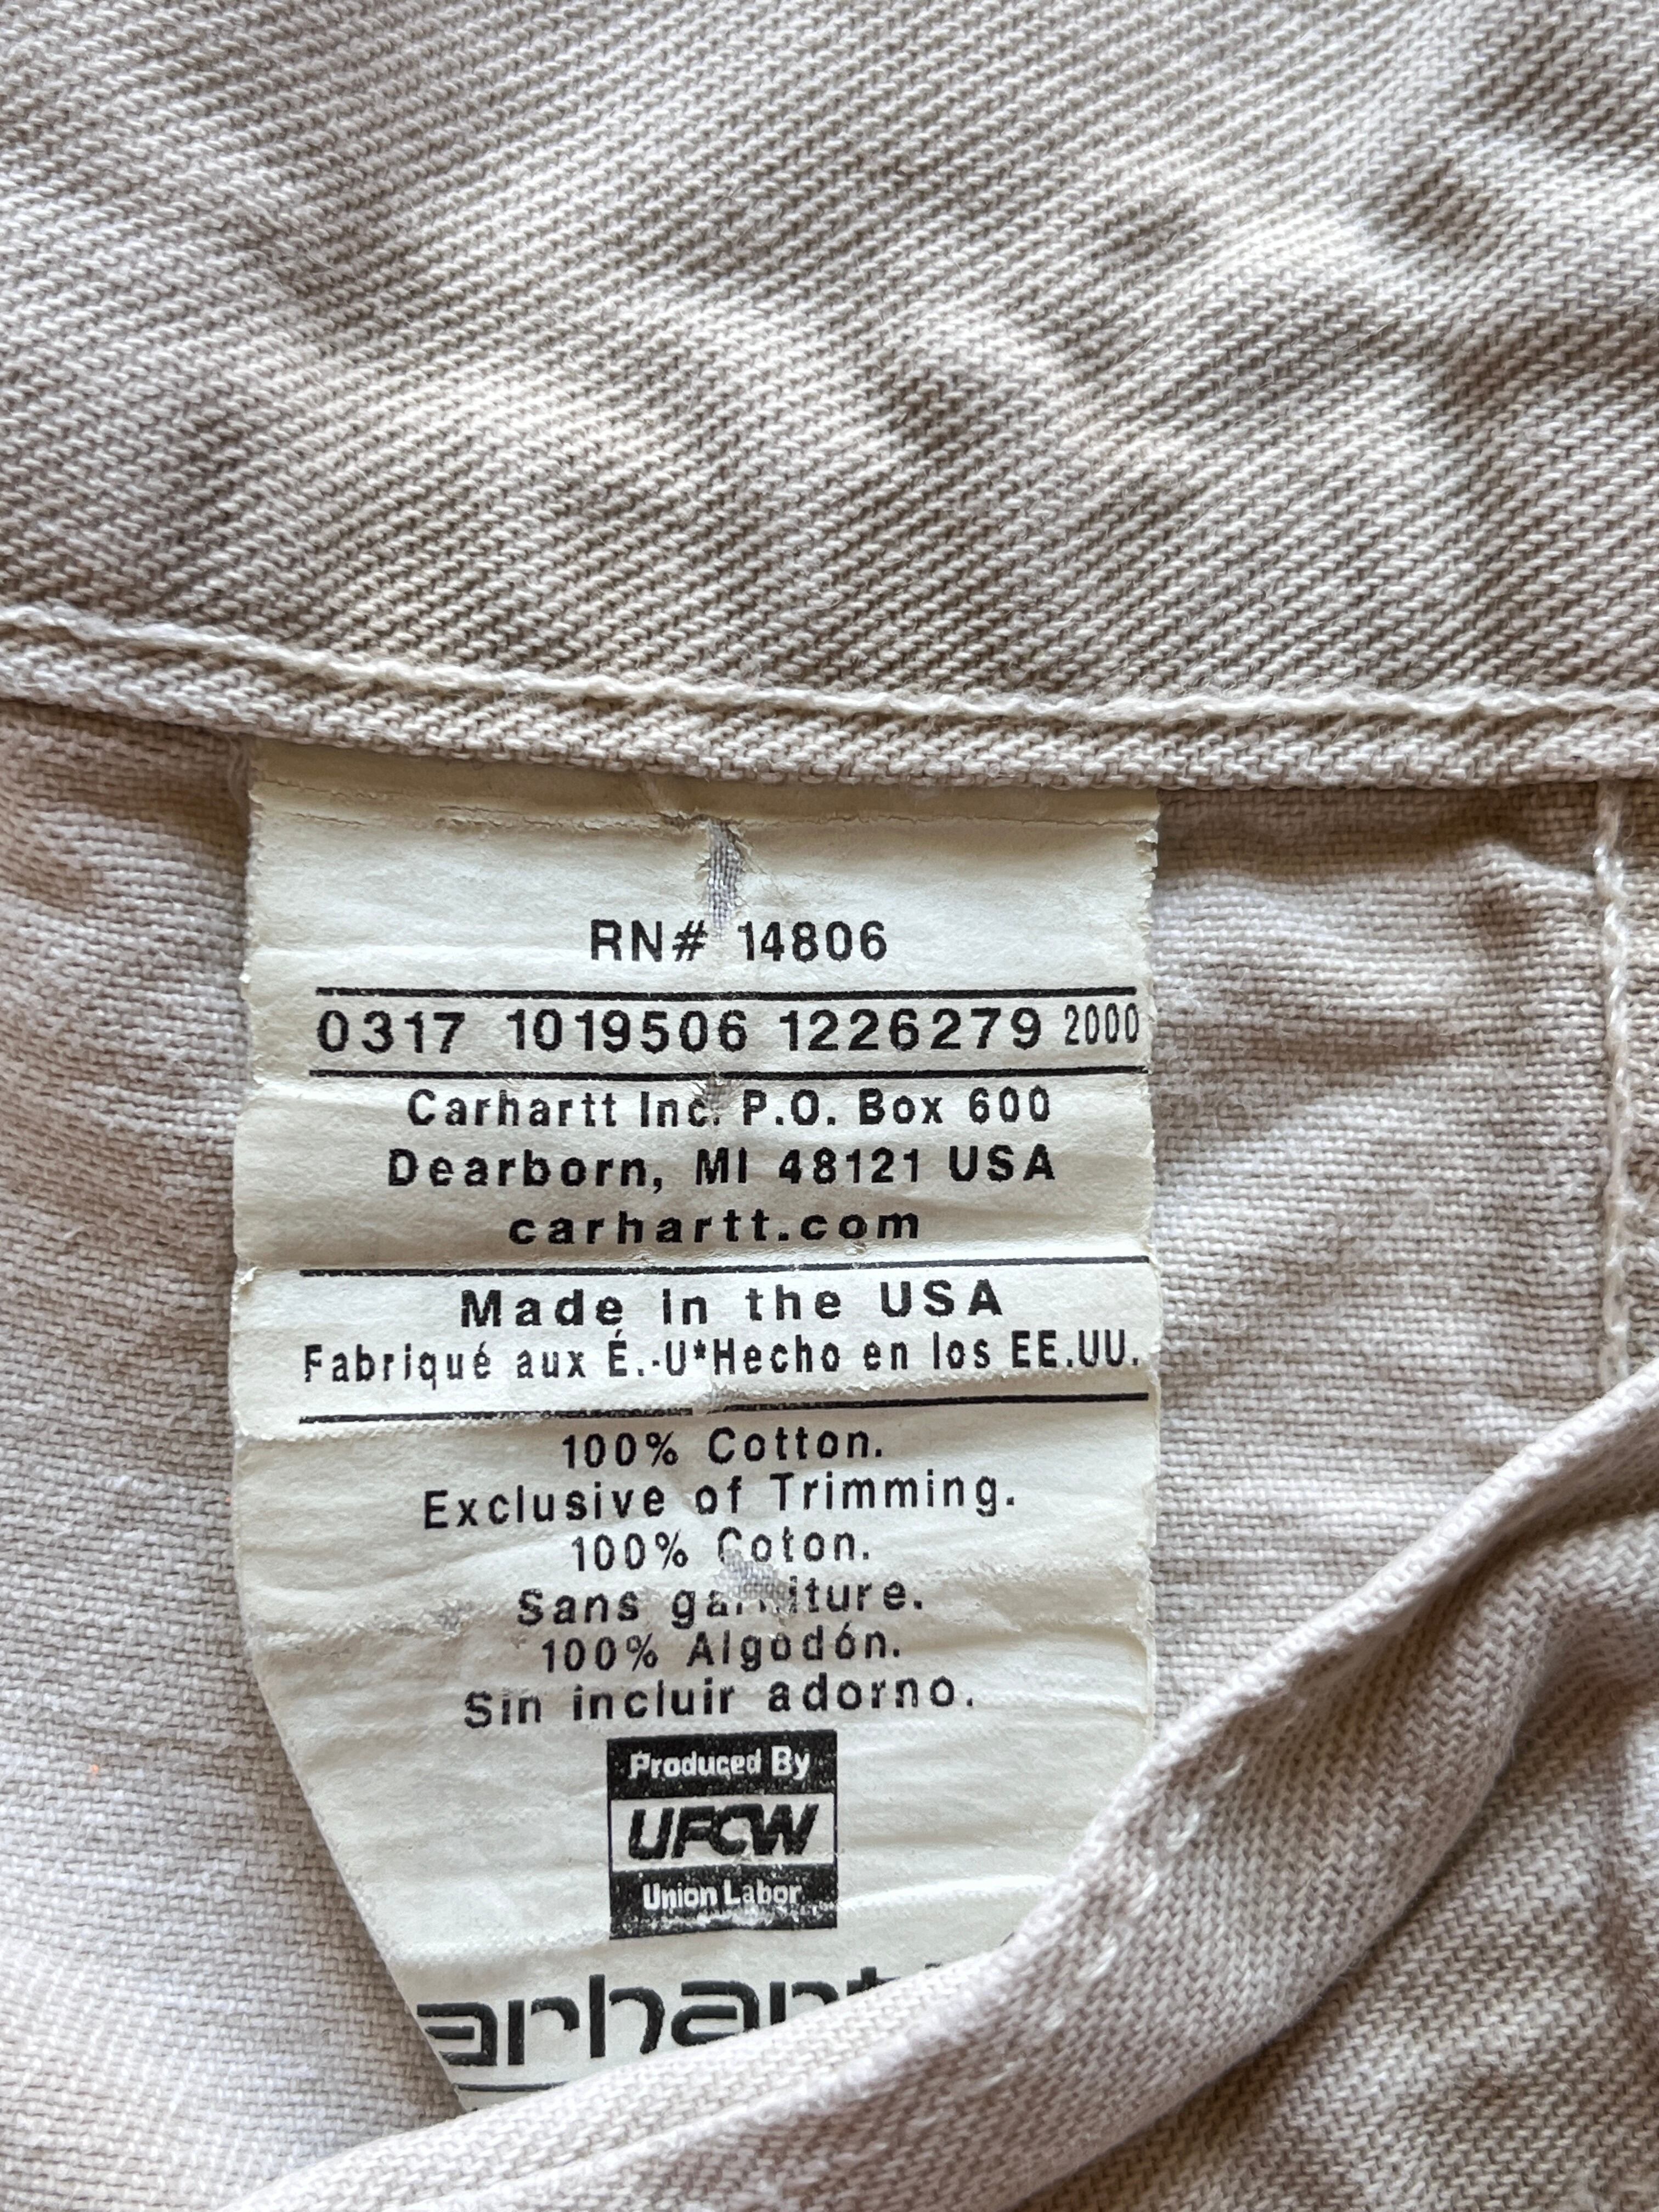 RN# 14806
0317 1019506 1226279 2000
Carhartt Inc. P.O. Box 600
Dearborn, MI 48121 USA
carhartt.com
Made in the USA
Fabriqué aux É.-U*Hecho en los EE.UU.
100% Cotton.
Exclusive of Trimming.
100% Coton.
Sans
100% Algodón.
Sin incluir adorno.
Produced By
UFCW
Union Labor